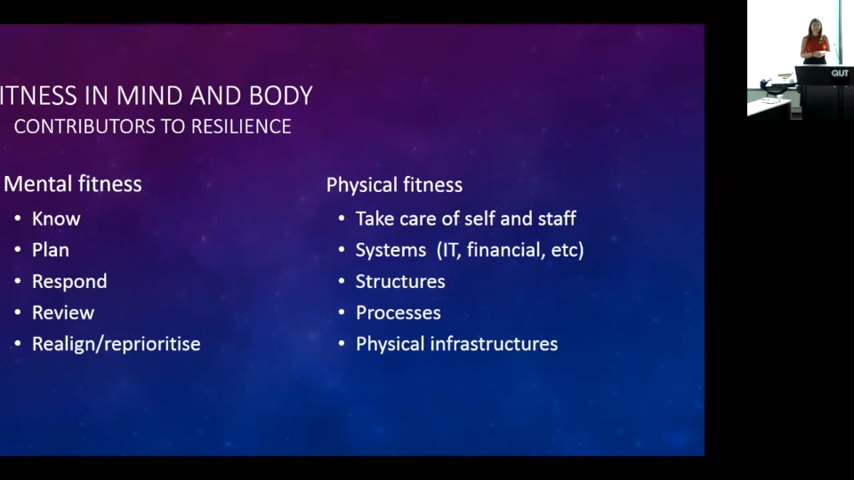 ITNESS IN MIND AND BODY
CONTRIBUTORS TO RESILIENCE
Mental fitness
• Know
• Plan
• Respond
• Review
• Realign/reprioritise
Physical fitness
• Take care of self and staff
• Systems (IT, financial, etc)
• Structures
• Processes
• Physical infrastructures
QUT